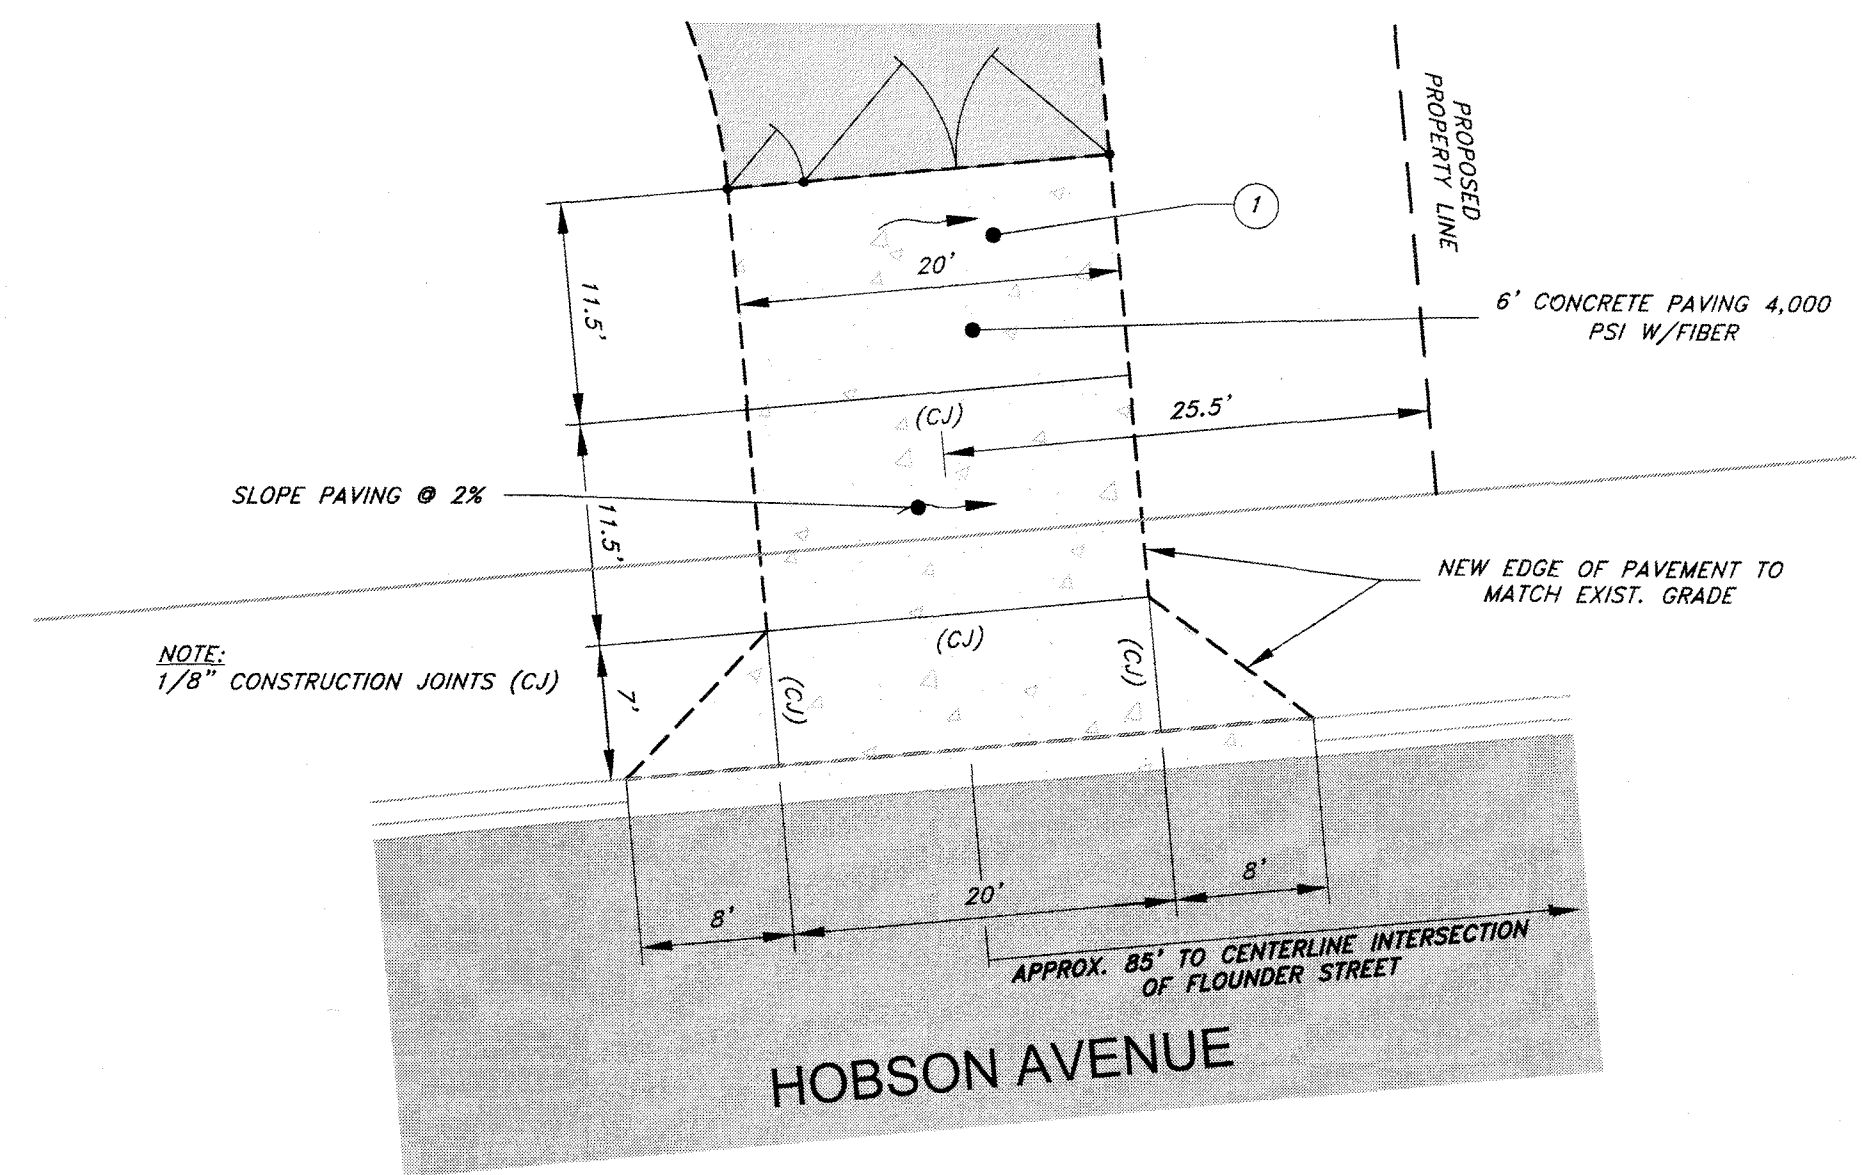 PROPOSED
PROPERTY LINE
1
20'
11.5'
6' CONCRETE PAVING 4,000
PSI W/FIBER
(CJ)
25.5'
SLOPE PAVING @ 2%
11.5'
NEW EDGE OF PAVEMENT TO
MATCH EXIST. GRADE
(CJ)
(CJ)
NOTE:
1/8" CONSTRUCTION JOINTS (CJ)
7'
(CJ)
8'
20'
8'
APPROX. 85' TO CENTERLINE INTERSECTION
OF FLOUNDER STREET
HOBSON AVENUE